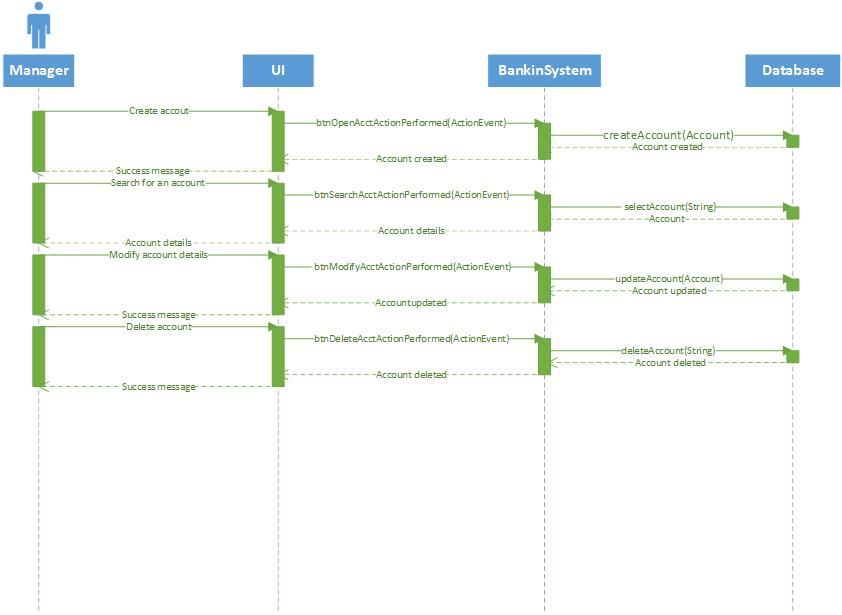 Manager
UI
BankinSystem
Database
Create accout
btnOpenAcctActionPerformed(ActionEvent)
createAccount(Account)
Account created
Account created
Success message
Search for an account
btnSearchAcctActionPerformed(ActionEvent)
selectAccount(String)
Account
Account details
Account details
Modify account details
btnModifyAcctActionPerformed(ActionEvent)
updateAccount(Account)
Account updated
Accountupdated
Success message
Delete account
btnDeleteAcctActionPerformed(ActionEvent)
deleteAccount(String)
Account deleted
Account deleted
Success message